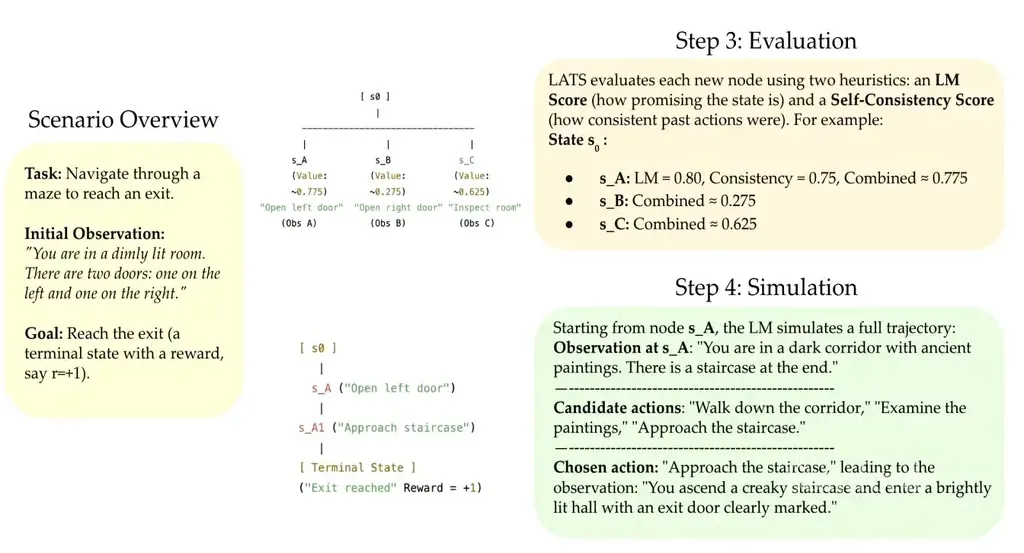 Scenario Overview
Task: Navigate through a
maze to reach an exit.
Initial Observation:
"You are in a dimly lit room.
There are two doors: one on the
left and one on the right."
Goal: Reach the exit (a
terminal state with a reward,
say r=+1).
[ s0 ]
|
---------------------------------
| | |
s_A s_B s_C
(Value: (Value: (Value:
~0.775) ~0.275) ~0.625)
"Open left door" "Open right door" "Inspect room"
(Obs A) (Obs B) (Obs C)
[ s0 ]
|
s_A ("Open left door")
|
s_A1 ("Approach staircase")
|
[ Terminal State ]
("Exit reached" Reward = +1)
Step 3: Evaluation
LATS evaluates each new node using two heuristics: an LM
Score (how promising the state is) and a Self-Consistency Score
(how consistent past actions were). For example:
State s0 :
● s_A: LM = 0.80, Consistency = 0.75, Combined ≈ 0.775
● s_B: Combined ≈ 0.275
● s_C: Combined ≈ 0.625
Step 4: Simulation
Starting from node s_A, the LM simulates a full trajectory:
Observation at s_A: "You are in a dark corridor with ancient
paintings. There is a staircase at the end."
—--------------------------------------------------
Candidate actions: "Walk down the corridor," "Examine the
paintings," "Approach the staircase."
—--------------------------------------------------
Chosen action: "Approach the staircase," leading to the
observation: "You ascend a creaky staircase and enter a brightly
lit hall with an exit door clearly marked."